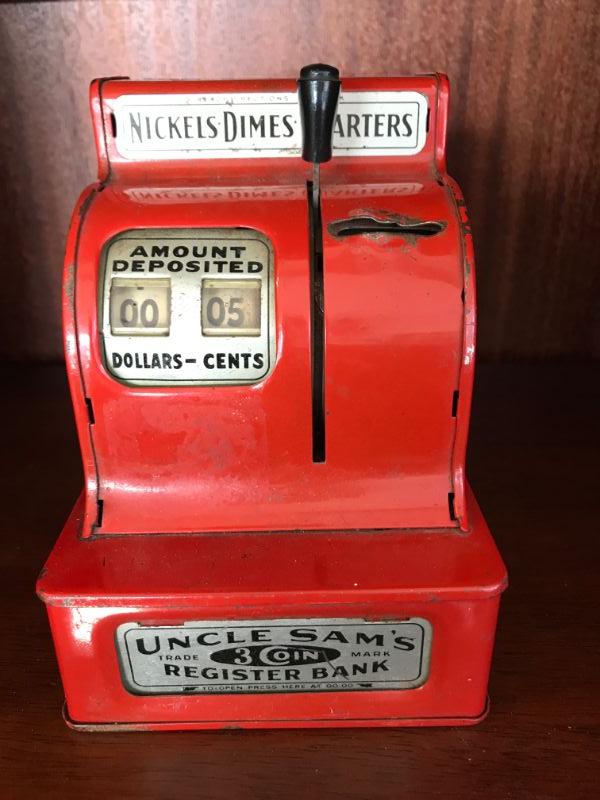 NICKELS·DIMES· ARTERS
AMOUNT
DEPOSITED
00 05
DOLLARS - CENTS
UNCLE SAM'S
TRADE 3 COIN MARK
REGISTER BANK
TO OPEN PRESS HERE AT 00.00